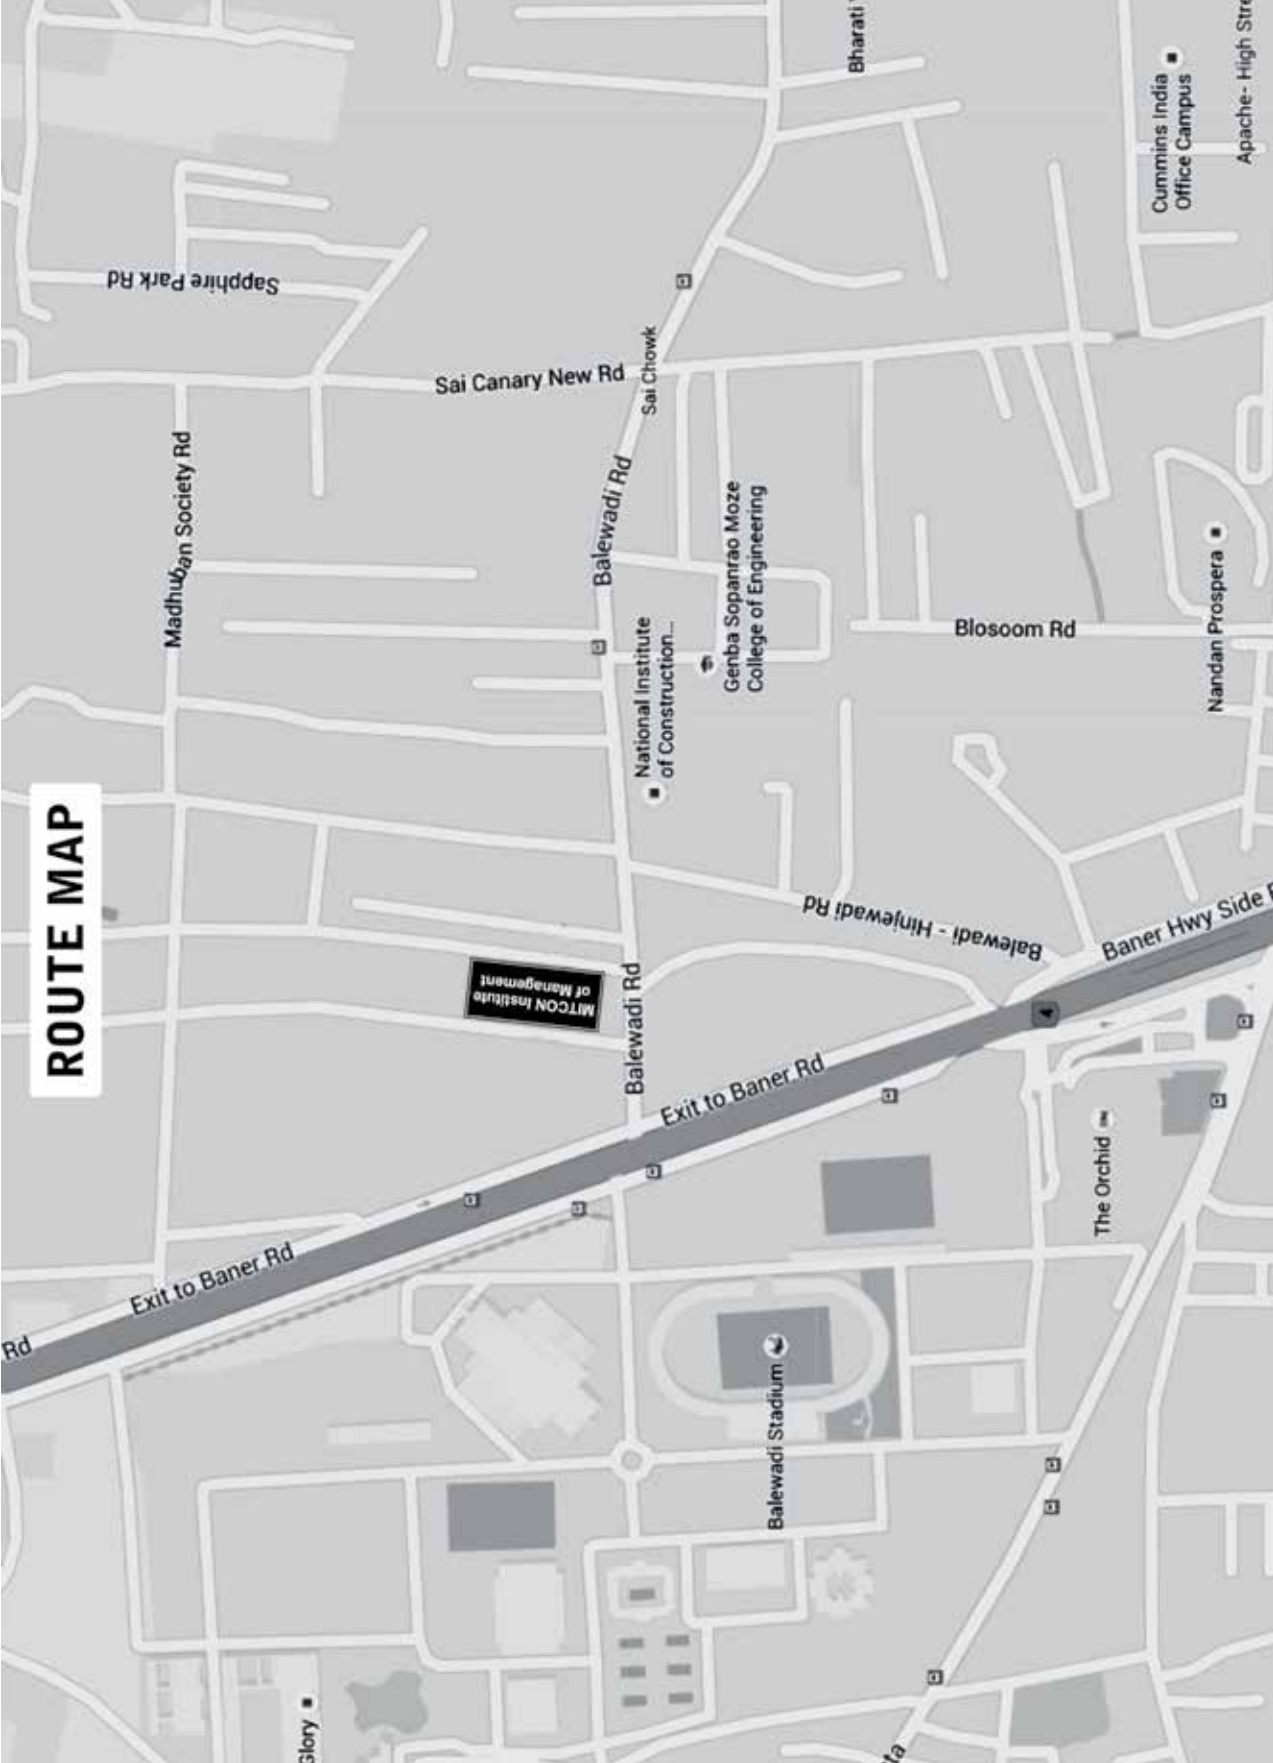 ROUTE MAP
Sapphire Park Rd
Madhuban Society Rd
Sai Canary New Rd
Sai Chowk
Balewadi Rd
Bharati
Cummins India
Office Campus
Apache- High Stre
National Institute
of Construction...
Genba Sopanrao Moze
College of Engineering
Blosoom Rd
Nandan Prospera
MITCON Institute
of Management
Balewadi Rd
Balewadi - Hinjewadi Rd
Baner Hwy Side
4
Exit to Baner Rd
Exit to Baner Rd
Rd
The Orchid
Balewadi Stadium
Glory
ta